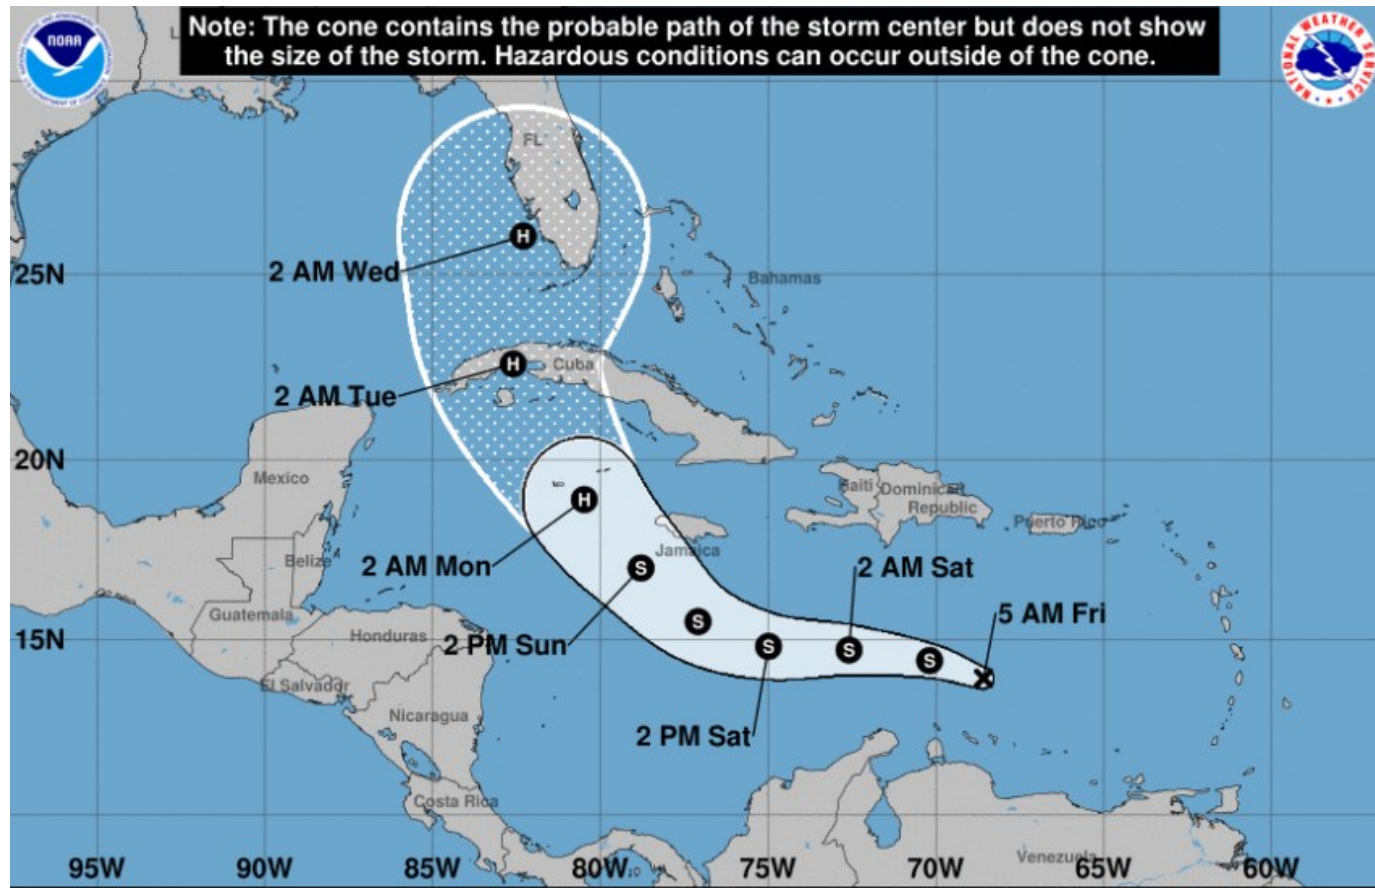 Note: The cone contains the probable path of the storm center but does not show
the size of the storm. Hazardous conditions can occur outside of the cone.
NOAA
NATIONAL WEATHER SERVICE
L
FL
2 AM Wed
25N
Bahamas
2 AM Tue
Cuba
20N
Mexico
Haiti
Dominican
Republic
Puerto Rico
H
H
H
S
S
S
S
S
Jamaica
Belize
2 AM Mon
2 AM Sat
Guatemala
5 AM Fri
15N
Honduras
2 PM Sun
El Salvador
Nicaragua
2 PM Sat
Costa Rica
Venezuela
95W
90W
85W
80W
75W
70W
65W
60W